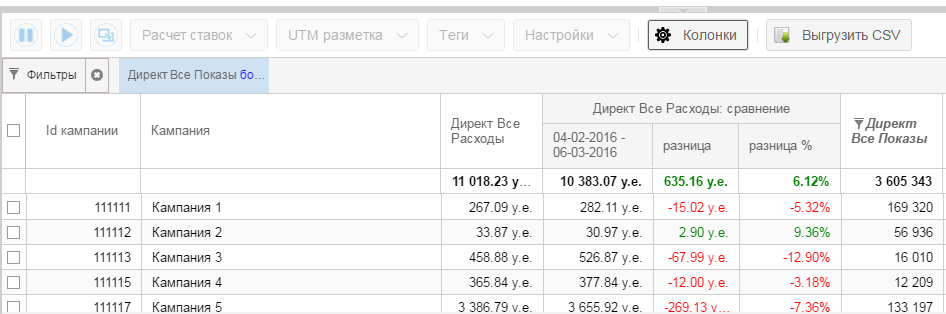 Расчет ставок UTM разметка Теги Настройки Колонки Выгрузить CSV
Фильтры Директ Все Показы бо...
Id кампании Кампания Директ Все Расходы Директ Все Расходы: сравнение Директ Все Показы
04-02-2016 - 06-03-2016 разница разница %
11 018.23 у... 10 383.07 у.е. 635.16 у.е. 6.12% 3 605 343
111111 Кампания 1 267.09 у.е. 282.11 у.е. -15.02 у.е. -5.32% 169 320
111112 Кампания 2 33.87 у.е. 30.97 у.е. 2.90 у.е. 9.36% 56 936
111113 Кампания 3 458.88 у.е. 526.87 у.е. -67.99 у.е. -12.90% 16 010
111115 Кампания 4 365.84 у.е. 377.84 у.е. -12.00 у.е. -3.18% 12 209
111117 Кампания 5 3 386.79 у.е. 3 655.92 у.е. -269.13 у... -7.36% 133 197